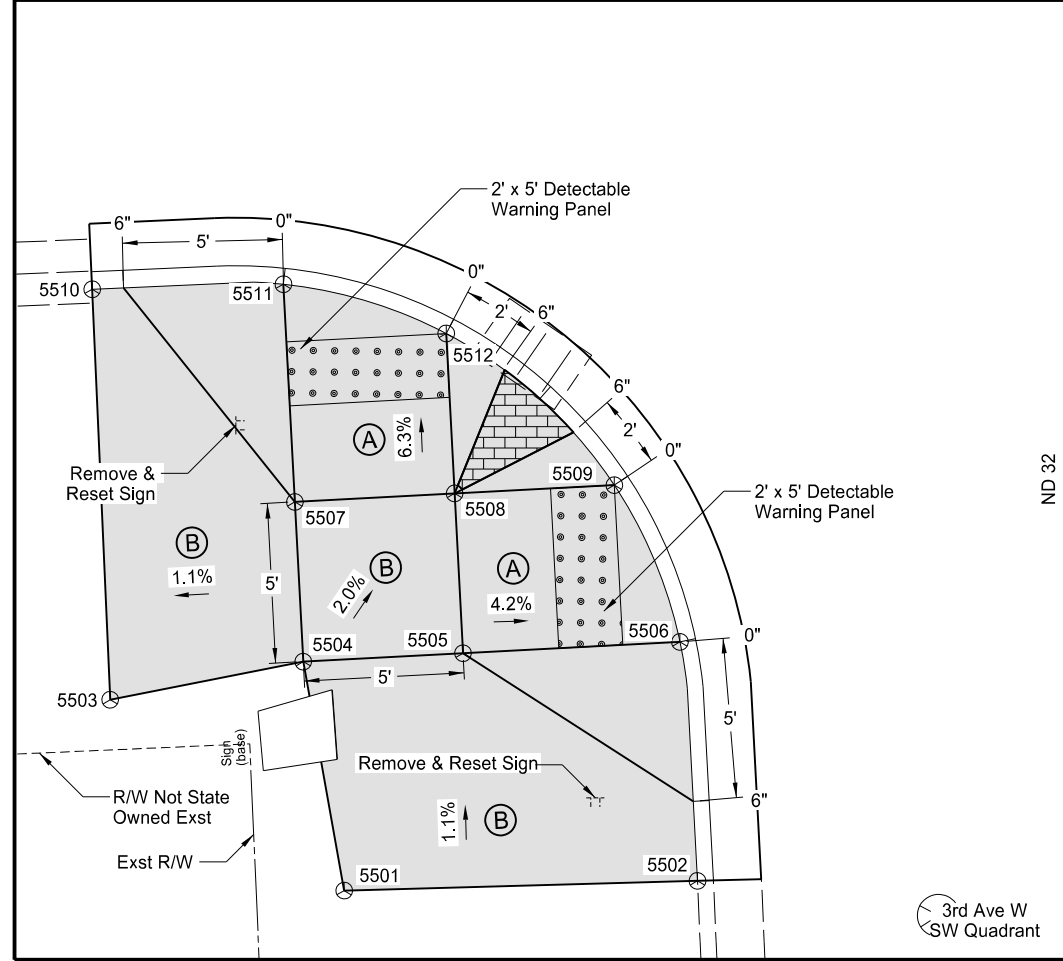 2' x 5' Detectable
Warning Panel
6"
0"
5'
5510
5511
0"
2'
6"
5512
6"
2'
0"
A
6.3%
Remove &
Reset Sign
5509
5507
5508
2' x 5' Detectable
Warning Panel
ND 32
B
1.1%
5'
2.0%
B
A
4.2%
5504
5505
5506
0"
5'
5503
5'
Sign
(base)
Remove & Reset Sign
6"
R/W Not State
Owned Exst
1.1%
B
Exst R/W
5501
5502
3rd Ave W
SW Quadrant